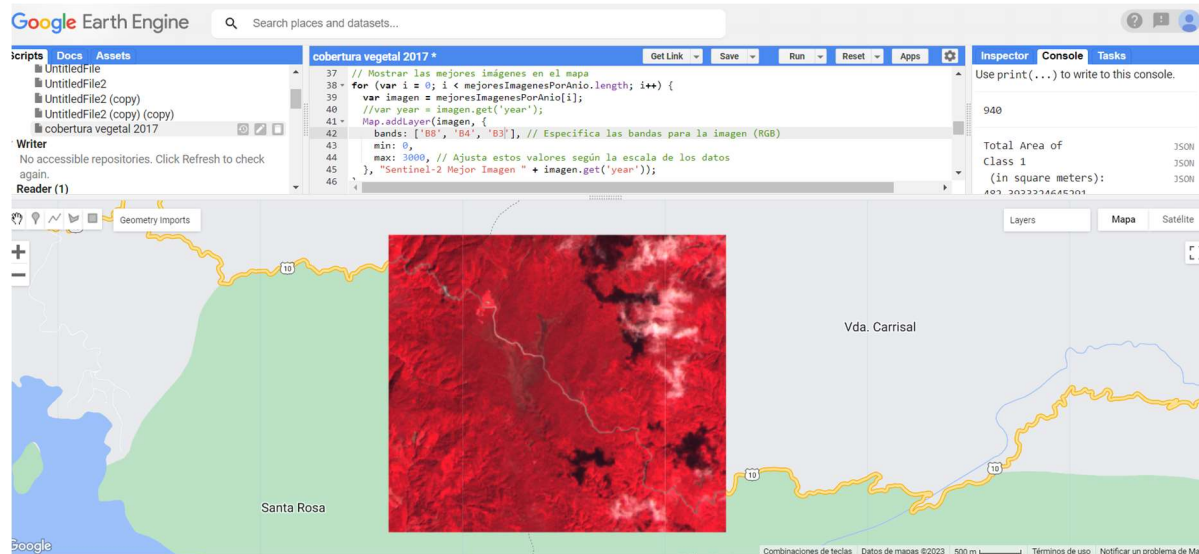 Google Earth Engine
Search places and datasets...
Scripts Docs Assets
UntitledFile
UntitledFile2
UntitledFile2 (copy)
UntitledFile2 (copy) (copy)
cobertura vegetal 2017
Writer
No accessible repositories. Click Refresh to check
again.
Reader (1)
cobertura vegetal 2017 *
Get Link Save Run Reset Apps
37 // Mostrar las mejores imágenes en el mapa
38 for (var i = 0; i < mejoresImagenesPorAnio.length; i++) {
39 var imagen = mejoresImagenesPorAnio[i];
40 //var year = imagen.get('year');
41 Map.addLayer(imagen, {
42 bands: ['B8', 'B4', 'B3'], // Especifica las bandas para la imagen (RGB)
43 min: 0,
44 max: 3000, // Ajusta estos valores según la escala de los datos
45 }, "Sentinel-2 Mejor Imagen " + imagen.get('year'));
46
Inspector Console Tasks
Use print(...) to write to this console.
940
Total Area of JSON
Class 1 JSON
(in square meters): JSON
482.3933324645291
Geometry Imports
Layers
Mapa Satélite
10
Vda. Carrisal
10
10
Santa Rosa
Google
Combinaciones de teclas Datos de mapas ©2023 500 m Términos de uso Notificar un problema de Ma